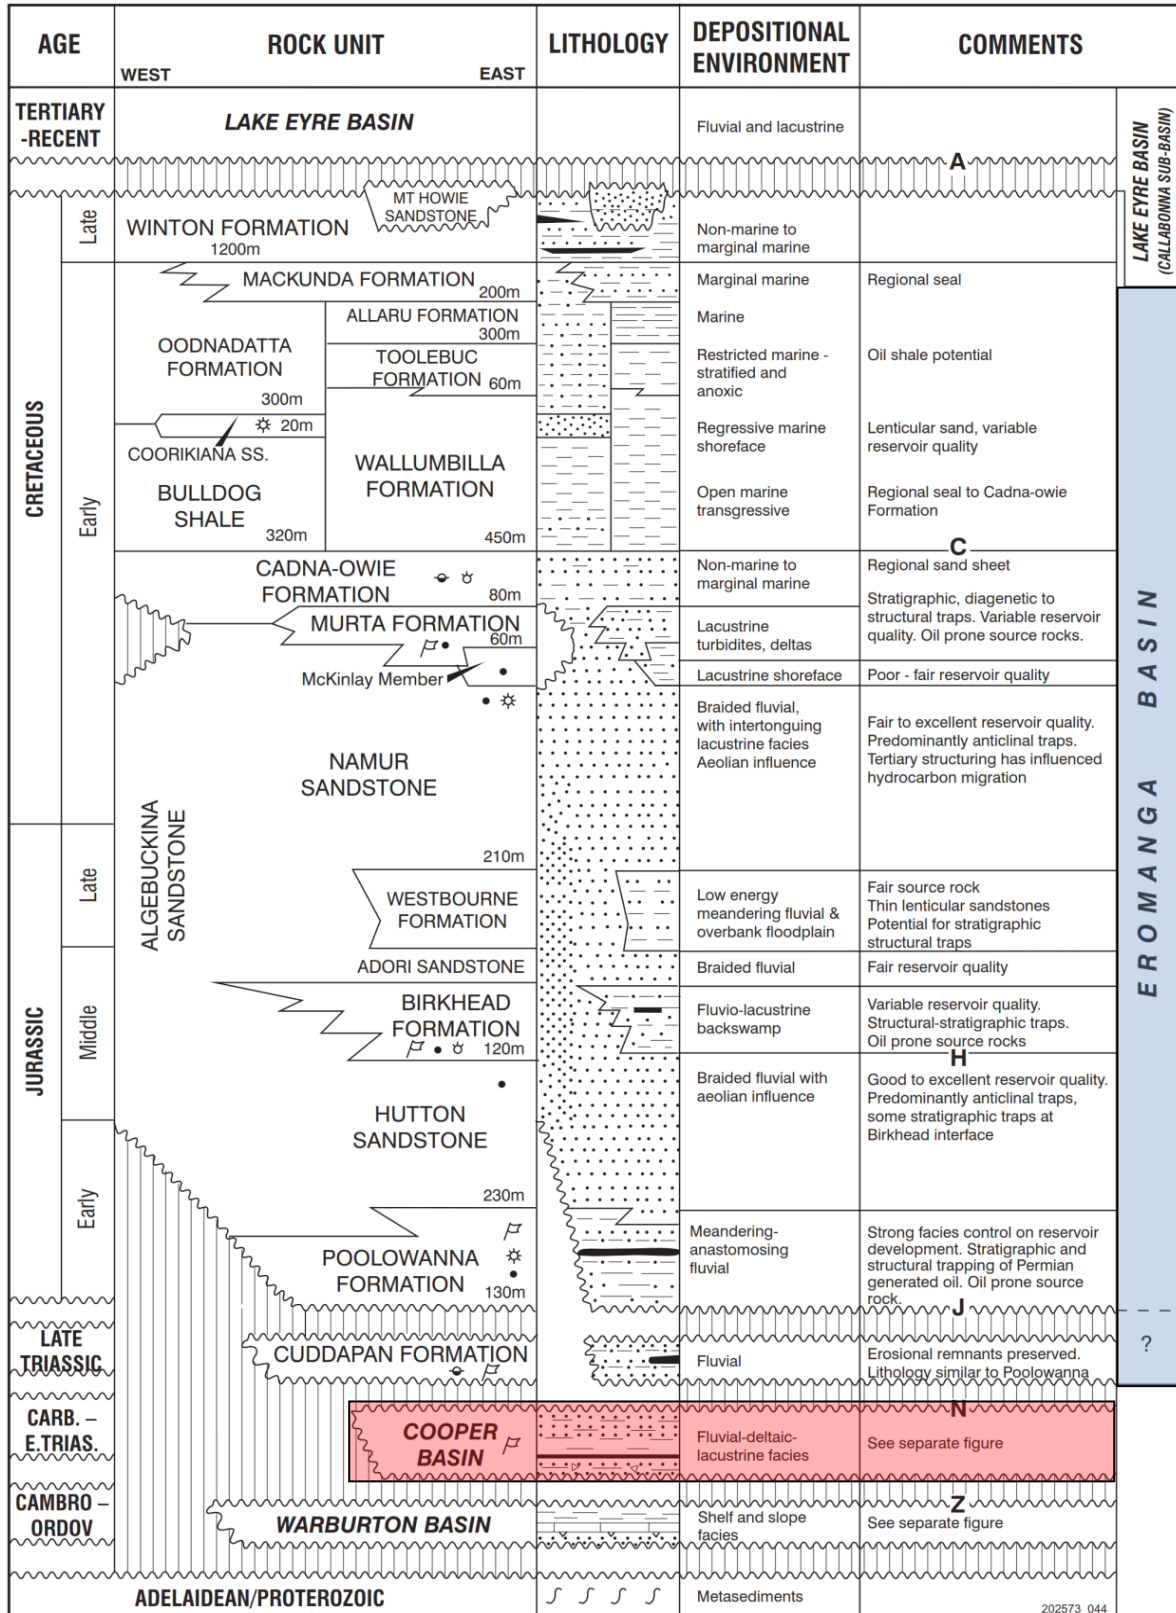 AGE
ROCK UNIT
WEST
EAST
LITHOLOGY
DEPOSITIONAL
ENVIRONMENT
COMMENTS
TERTIARY
-RECENT
LAKE EYRE BASIN
Fluvial and lacustrine
A
LAKE EYRE BASIN
(CALLABONNA SUB-BASIN)
CRETACEOUS
Late
MT HOWIE
SANDSTONE
WINTON FORMATION
1200m
Non-marine to
marginal marine
Early
MACKUNDA FORMATION
200m
Marginal marine
Regional seal
ALLARU FORMATION
300m
Marine
OODNADATTA
FORMATION
300m
TOOLEBUC
FORMATION
60m
Restricted marine -
stratified and
anoxic
Oil shale potential
20m
COORIKIANA SS.
Regressive marine
shoreface
Lenticular sand, variable
reservoir quality
WALLUMBILLA
FORMATION
450m
BULLDOG
SHALE
320m
Open marine
transgressive
Regional seal to Cadna-owie
Formation
C
CADNA-OWIE
FORMATION
80m
Non-marine to
marginal marine
Regional sand sheet
Stratigraphic, diagenetic to
structural traps. Variable reservoir
quality. Oil prone source rocks.
MURTA FORMATION
60m
Lacustrine
turbidites, deltas
McKinlay Member
Lacustrine shoreface
Poor - fair reservoir quality
EROMANGA BASIN
NAMUR
SANDSTONE
210m
Braided fluvial,
with intertonguing
lacustrine facies
Aeolian influence
Fair to excellent reservoir quality.
Predominantly anticlinal traps.
Tertiary structuring has influenced
hydrocarbon migration
ALGEBUCKINA
SANDSTONE
JURASSIC
Late
WESTBOURNE
FORMATION
Low energy
meandering fluvial &
overbank floodplain
Fair source rock
Thin lenticular sandstones
Potential for stratigraphic
structural traps
Middle
ADORI SANDSTONE
Braided fluvial
Fair reservoir quality
BIRKHEAD
FORMATION
120m
Fluvio-lacustrine
backswamp
Variable reservoir quality.
Structural-stratigraphic traps.
Oil prone source rocks
H
HUTTON
SANDSTONE
230m
Braided fluvial with
aeolian influence
Good to excellent reservoir quality.
Predominantly anticlinal traps,
some stratigraphic traps at
Birkhead interface
Early
POOLOWANNA
FORMATION
130m
Meandering-
anastomosing
fluvial
Strong facies control on reservoir
development. Stratigraphic and
structural trapping of Permian
generated oil. Oil prone source
rock.
J
LATE
TRIASSIC
CUDDAPAN FORMATION
Fluvial
Erosional remnants preserved.
Lithology similar to Poolowanna
?
N
CARB. –
E.TRIAS.
COOPER
BASIN
Fluvial-deltaic-
lacustrine facies
See separate figure
Z
CAMBRO –
ORDOV
WARBURTON BASIN
Shelf and slope
facies
See separate figure
ADELAIDEAN/PROTEROZOIC
Metasediments
202573_044